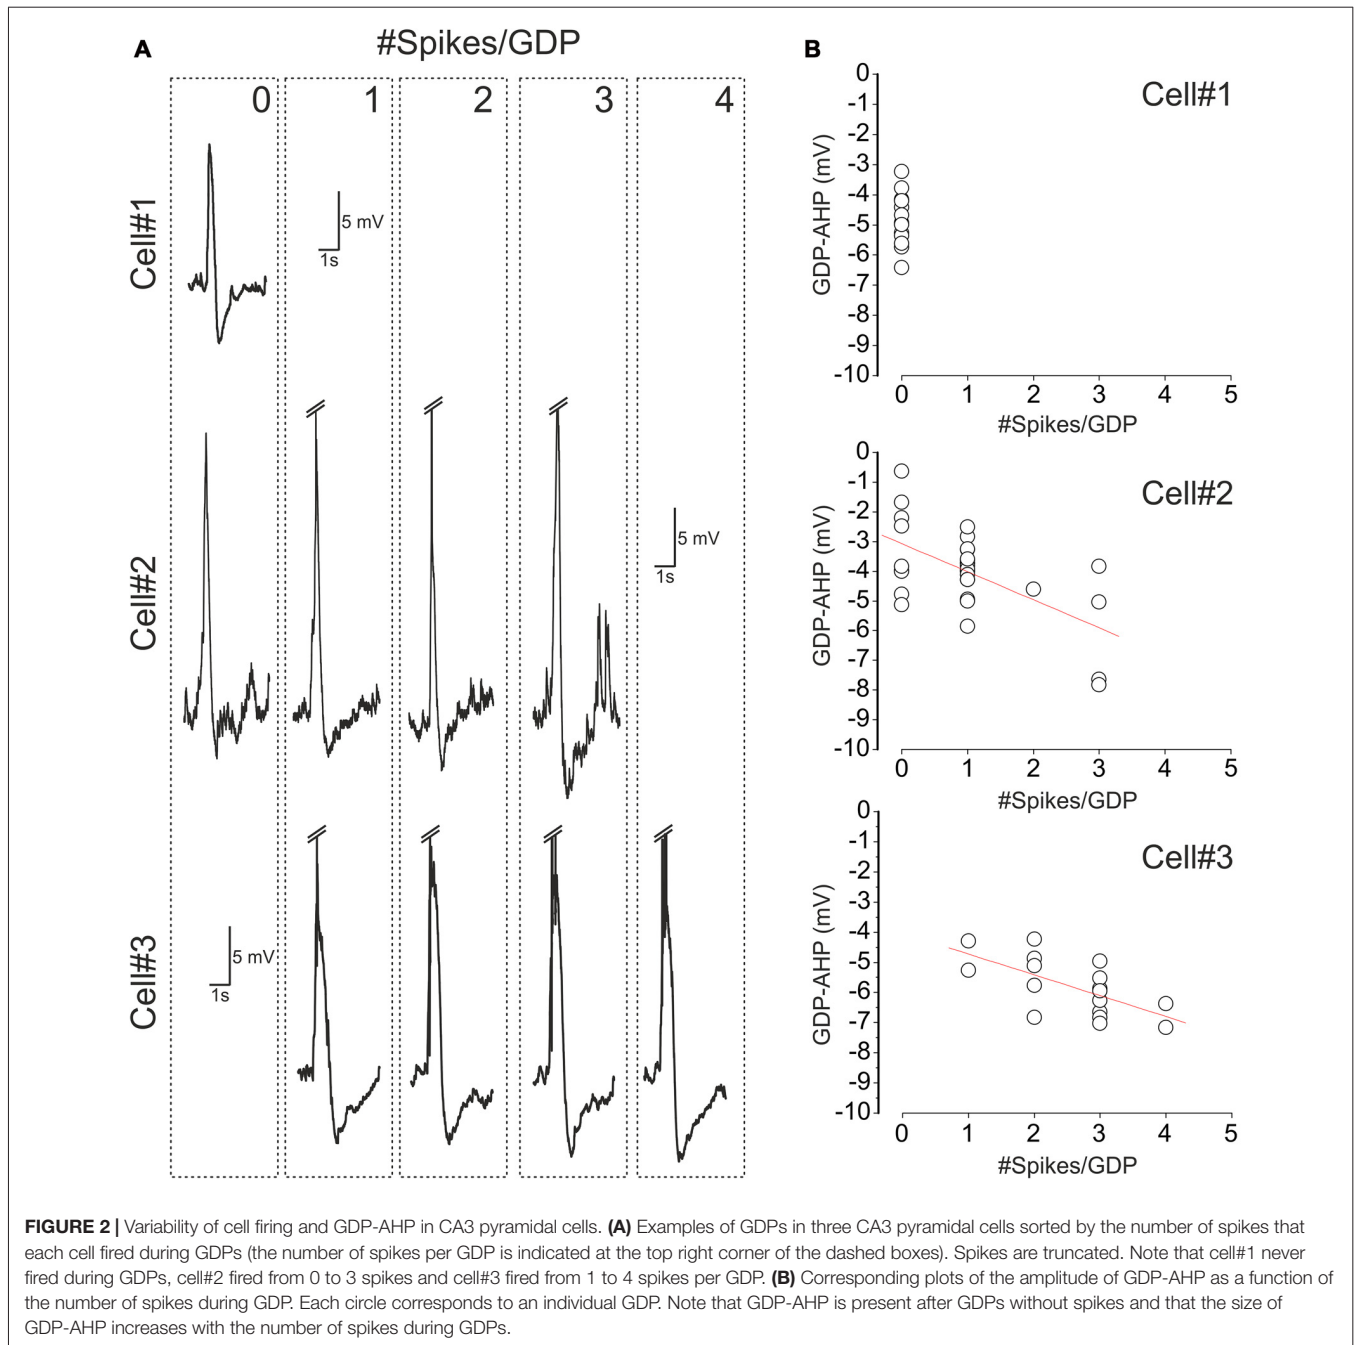 A
#Spikes/GDP
0
1
2
3
4
Cell#1
5 mV
1s
Cell#2
5 mV
1s
Cell#3
5 mV
1s
B
Cell#1
GDP-AHP (mV)
0
-1
-2
-3
-4
-5
-6
-7
-8
-9
-10
0 1 2 3 4 5
#Spikes/GDP
Cell#2
GDP-AHP (mV)
0
-1
-2
-3
-4
-5
-6
-7
-8
-9
-10
0 1 2 3 4 5
#Spikes/GDP
Cell#3
GDP-AHP (mV)
0
-1
-2
-3
-4
-5
-6
-7
-8
-9
-10
0 1 2 3 4 5
#Spikes/GDP
FIGURE 2 | Variability of cell firing and GDP-AHP in CA3 pyramidal cells. (A) Examples of GDPs in three CA3 pyramidal cells sorted by the number of spikes that
each cell fired during GDPs (the number of spikes per GDP is indicated at the top right corner of the dashed boxes). Spikes are truncated. Note that cell#1 never
fired during GDPs, cell#2 fired from 0 to 3 spikes and cell#3 fired from 1 to 4 spikes per GDP. (B) Corresponding plots of the amplitude of GDP-AHP as a function of
the number of spikes during GDP. Each circle corresponds to an individual GDP. Note that GDP-AHP is present after GDPs without spikes and that the size of
GDP-AHP increases with the number of spikes during GDPs.